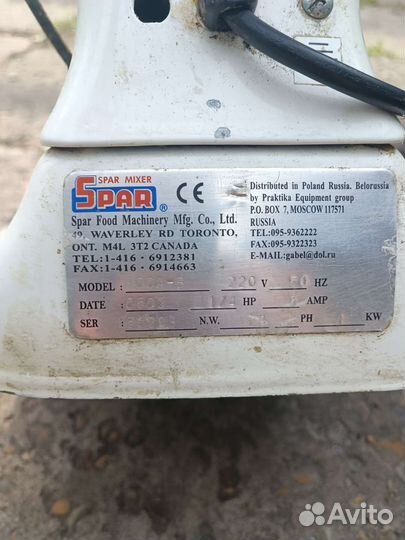 SPAR MIXER
SPAR ® CE
Spar Food Machinery Mfg. Co., Ltd.
49, WAVERLEY RD TORONTO,
ONT. M4L 3T2 CANADA
TEL:1-416 - 6912381
FAX:1-416 - 6914663
Distributed in Poland Russia. Belorussia
by Praktika Equipment group
P.O. BOX 7, MOSCOW 117571
RUSSIA
TEL:095-9362222
FAX:095-9322323
E-MAIL:gabel@dol.ru
MODEL : 220 V HZ
DATE : 1/4 HP AMP
SER : N.W. PH KW
Avito